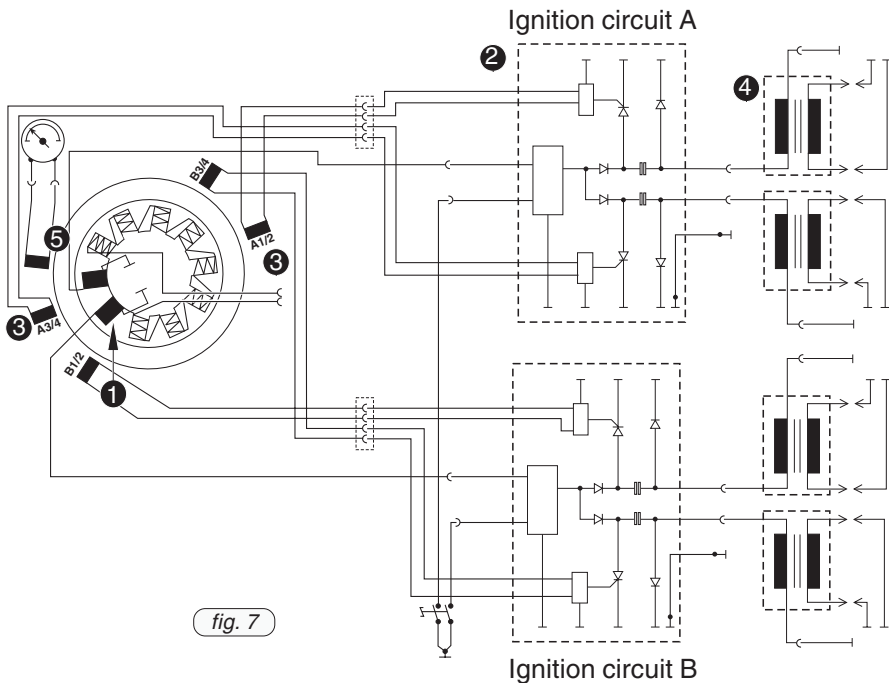 Ignition circuit A
2
4
B3/4
A1/2
5
3
3
A3/4
B1/2
1
fig. 7
Ignition circuit B